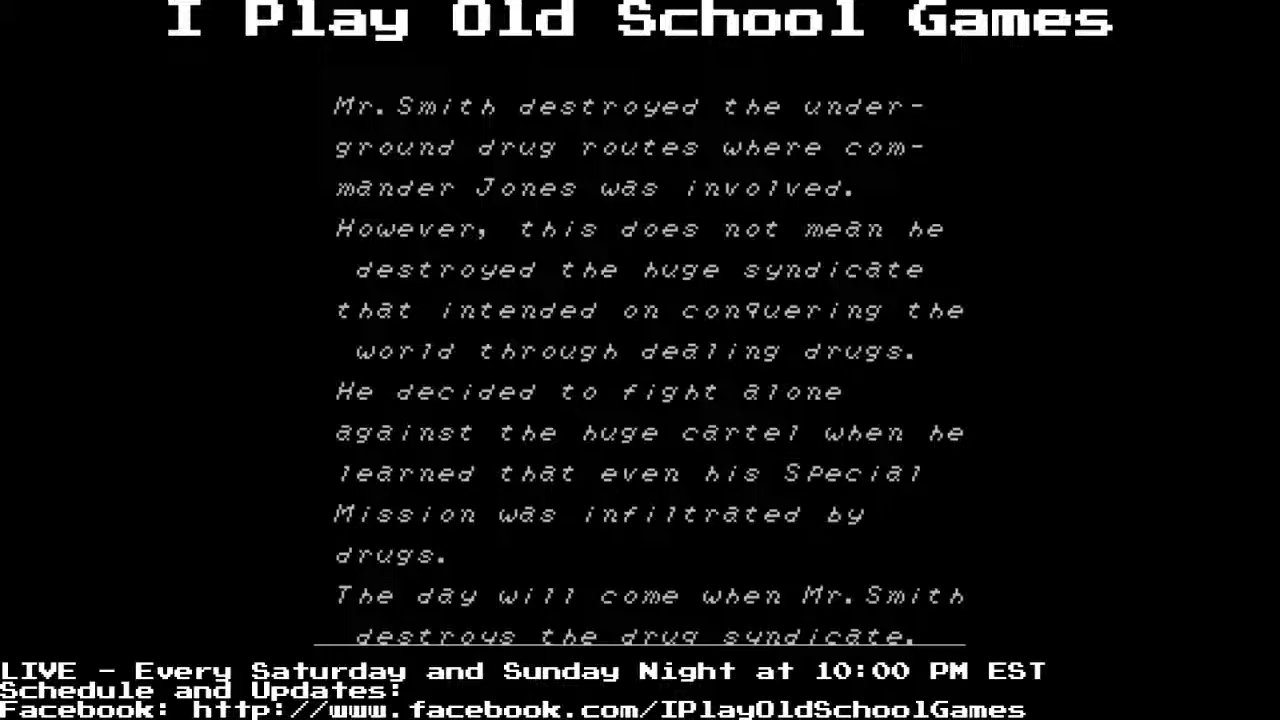 I Play Old School Games
Mr.Smith destroyed the under-
ground drug routes where com-
mander Jones was involved.
However, this does not mean he
destroyed the huge syndicate
that intended on conquering the
world through dealing drugs.
He decided to fight alone
against the huge cartel when he
learned that even his SPecial
Mission was infiltrated by
drugs.
The day will come when Mr.Smith
destroys the drug syndicate.
LIVE - Every Saturday and Sunday Night at 10:00 PM EST
Schedule and Updates:
Facebook: http://www.facebook.com/IPlayOldSchoolGames